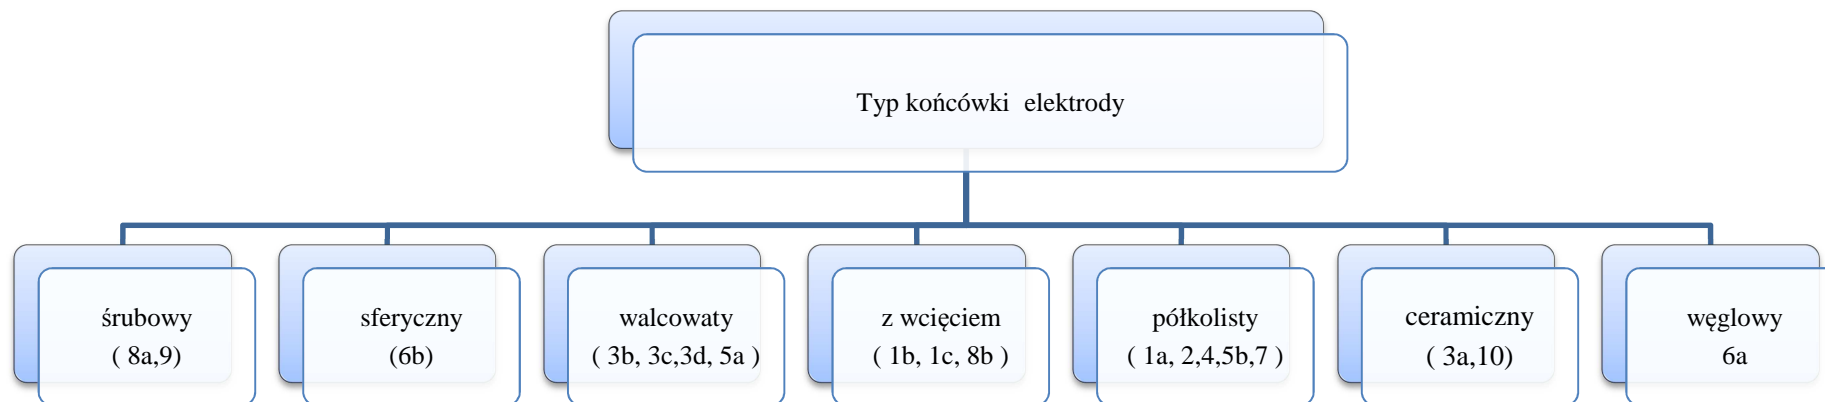 Typ końcówki  elektrody
śrubowy
( 8a,9)
sferyczny
(6b)
walcowaty
( 3b, 3c,3d, 5a )
z wcięciem
( 1b, 1c, 8b )
półkolisty
( 1a, 2,4,5b,7 )
ceramiczny
( 3a,10)
węglowy
6a